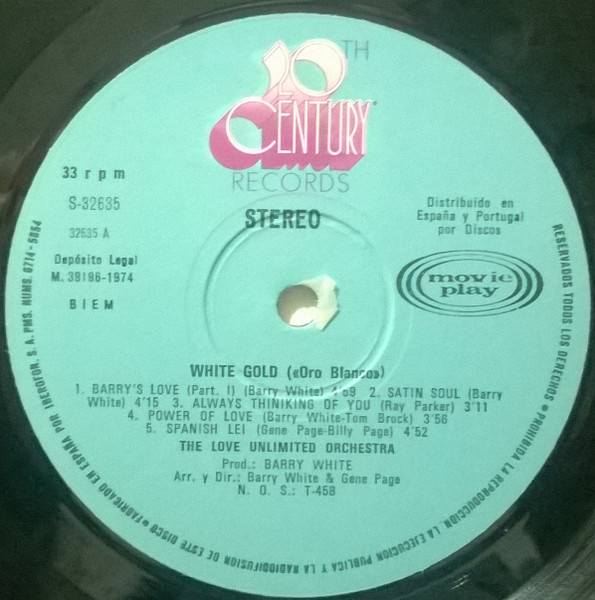 20TH
CENTURY
RECORDS
STEREO
33 rpm
S-32635
32635 A
Depósito Legal
M. 38196-1974
BIEM
Distribuido en
España y Portugal
por Discos
movie
play
WHITE GOLD («Oro Blanco»)
1. BARRY'S LOVE (Part. I) (Barry White) 4'59 2. SATIN SOUL (Barry
White) 4'15 3. ALWAYS THINIKING OF YOU (Ray Parker) 3'11
4. POWER OF LOVE (Barry White-Tom Brock) 3'56
5. SPANISH LEI (Gene Page-Billy Page) 4'52
THE LOVE UNLIMITED ORCHESTRA
Prod.: BARRY WHITE
Arr. y Dir.: Barry White & Gene Page
N. O. S.: T-458
RESERVADOS TODOS LOS DERECHOS • PROHIBIDA LA REPRODUCCION, LA EJECUCION PUBLICA Y LA RADIODIFUSION DE ESTE DISCO • FABRICADO EN ESPAÑA POR IBEROFON, S. A. PMS. NUMS. 6714-5854